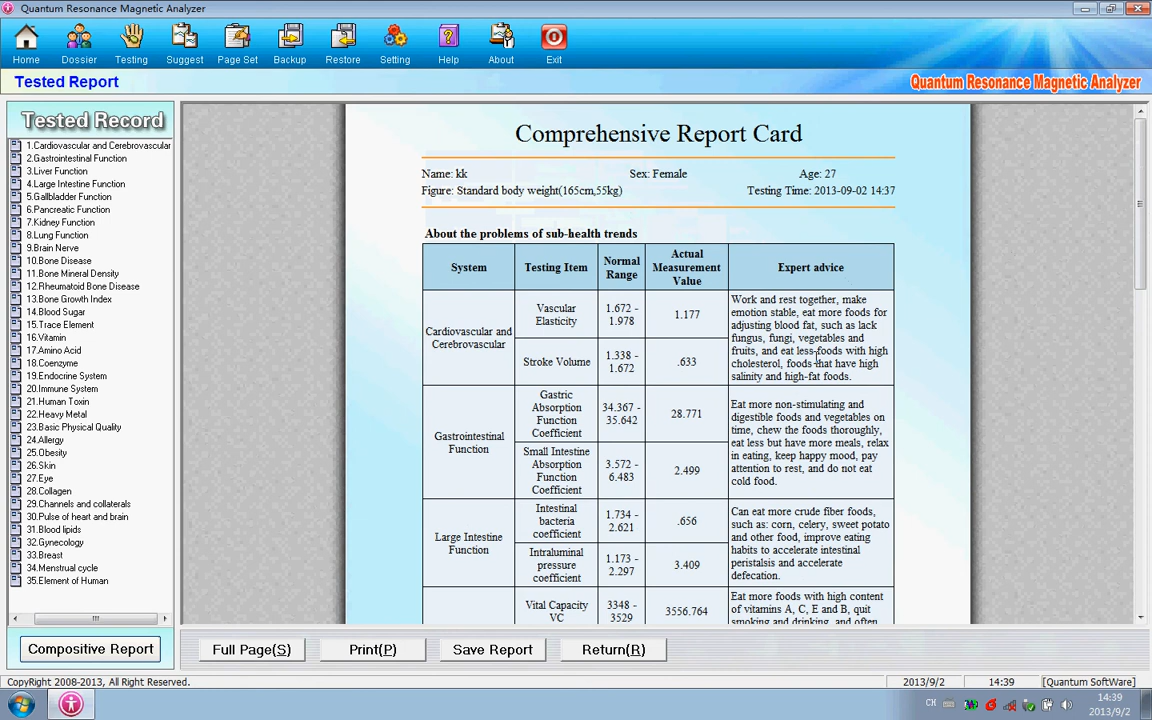 Quantum Resonance Magnetic Analyzer
Home Dossier Testing Suggest Page Set Backup Restore Setting Help About Exit
Tested Report
Quantum Resonance Magnetic Analyzer
Tested Record
1.Cardiovascular and Cerebrovascular
2.Gastrointestinal Function
3.Liver Function
4.Large Intestine Function
5.Gallbladder Function
6.Pancreatic Function
7.Kidney Function
8.Lung Function
9.Brain Nerve
10.Bone Disease
11.Bone Mineral Density
12.Rheumatoid Bone Disease
13.Bone Growth Index
14.Blood Sugar
15.Trace Element
16.Vitamin
17.Amino Acid
18.Coenzyme
19.Endocrine System
20.Immune System
21.Human Toxin
22.Heavy Metal
23.Basic Physical Quality
24.Allergy
25.Obesity
26.Skin
27.Eye
28.Collagen
29.Channels and collaterals
30.Pulse of heart and brain
31.Blood lipids
32.Gynecology
33.Breast
34.Menstrual cycle
35.Element of Human
Compositive Report
Comprehensive Report Card
Name: kk Sex: Female Age: 27
Figure: Standard body weight(165cm,55kg) Testing Time: 2013-09-02 14:37
About the problems of sub-health trends
System
Testing Item
Normal
Range
Actual
Measurement
Value
Expert advice
Cardiovascular and
Cerebrovascular
Vascular
Elasticity
1.672 -
1.978
1.177
Stroke Volume
1.338 -
1.672
.633
Work and rest together, make
emotion stable, eat more foods for
adjusting blood fat, such as lack
fungus, fungi, vegetables and
fruits, and eat less foods with high
cholesterol, foods that have high
salinity and high-fat foods.
Gastrointestinal
Function
Gastric
Absorption
Function
Coefficient
34.367 -
35.642
28.771
Small Intestine
Absorption
Function
Coefficient
3.572 -
6.483
2.499
Eat more non-stimulating and
digestible foods and vegetables on
time, chew the foods thoroughly,
eat less but have more meals, relax
in eating, keep happy mood, pay
attention to rest, and do not eat
cold food.
Large Intestine
Function
Intestinal
bacteria
coefficient
1.734 -
2.621
.656
Intraluminal
pressure
coefficient
1.173 -
2.297
3.409
Can eat more crude fiber foods,
such as: corn, celery, sweet potato
and other food, improve eating
habits to accelerate intestinal
peristalsis and accelerate
defecation.
Vital Capacity
VC
3348 -
3529
3556.764
Eat more foods with high content
of vitamins A, C, E and B, quit
smoking and drinking, and often
Full Page(S) Print(P) Save Report Return(R)
CopyRight 2008-2013, All Right Reserved. 2013/9/2 14:39 [Quantum SoftWare]
CH
14:39
2013/9/2